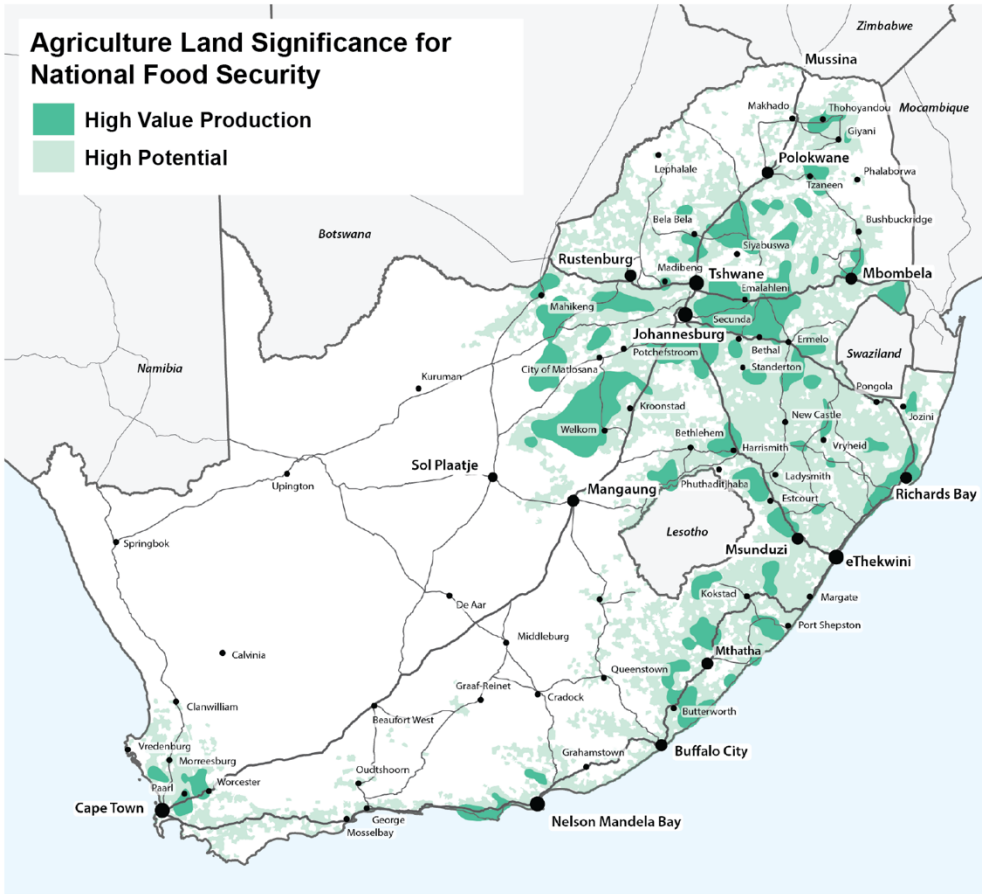 Agriculture Land Significance for
National Food Security
High Value Production
High Potential
Zimbabwe
Mussina
Mocambique
Makhado
Thohoyandou
Giyani
Polokwane
Lephalale
Tzaneen
Phalaborwa
Bela Bela
Bushbuckridge
Botswana
Siyabuswa
Rustenburg
Madibeng
Tshwane
Mbombela
Emalahlen
Mahikeng
Secunda
Johannesburg
Ermelo
Bethal
Potchefstroom
Swaziland
City of Matlosana
Standerton
Namibia
Kuruman
Pongola
Kroonstad
Jozini
New Castle
Welkom
Bethlehem
Vryheid
Harrismith
Sol Plaatje
Ladysmith
Upington
Phuthaditjhaba
Mangaung
Richards Bay
Estcourt
Lesotho
Springbok
Msunduzi
eThekwini
Kokstad
Margate
De Aar
Port Shepston
Middleburg
Calvinia
Mthatha
Queenstown
Graaf-Reinet
Cradock
Clanwilliam
Butterworth
Beaufort West
Vredenburg
Buffalo City
Grahamstown
Morreesburg
Oudtshoorn
Worcester
Paarl
Cape Town
George
Nelson Mandela Bay
Mosselbay